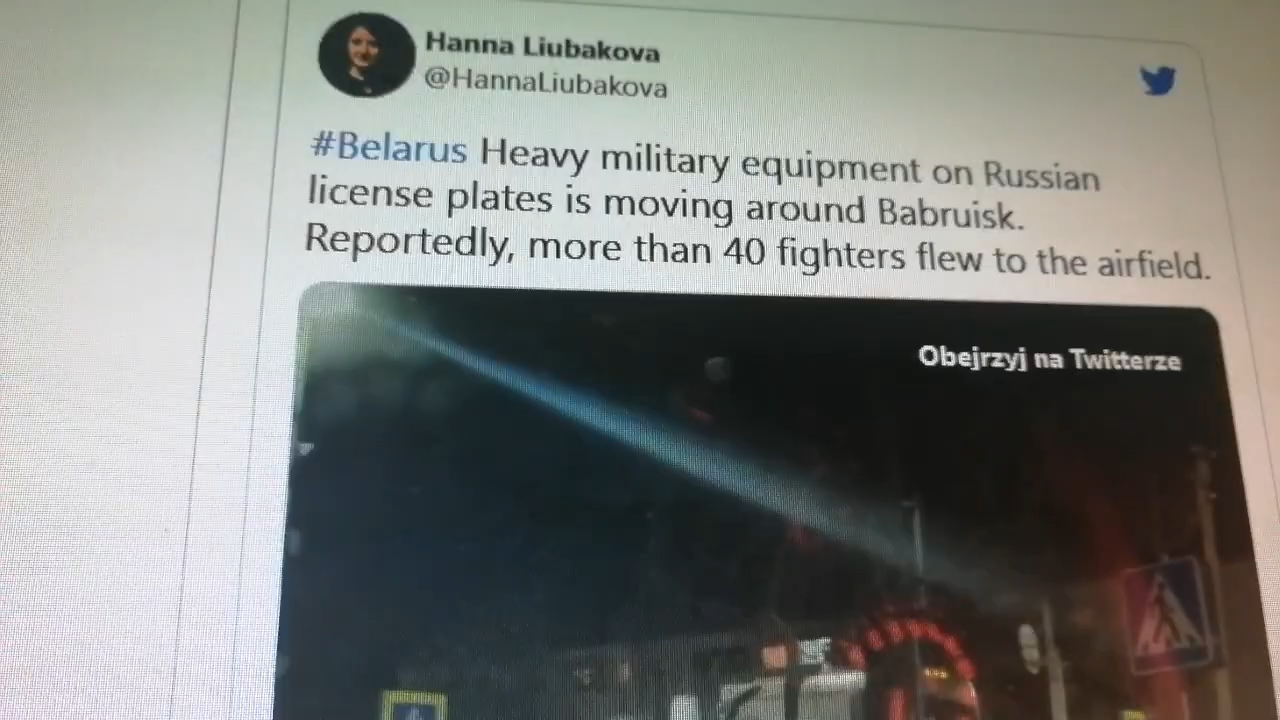 Hanna Liubakova
@HannaLiubakova
#Belarus Heavy military equipment on Russian
license plates is moving around Babruisk.
Reportedly, more than 40 fighters flew to the airfield.
Obejrzyj na Twitterze